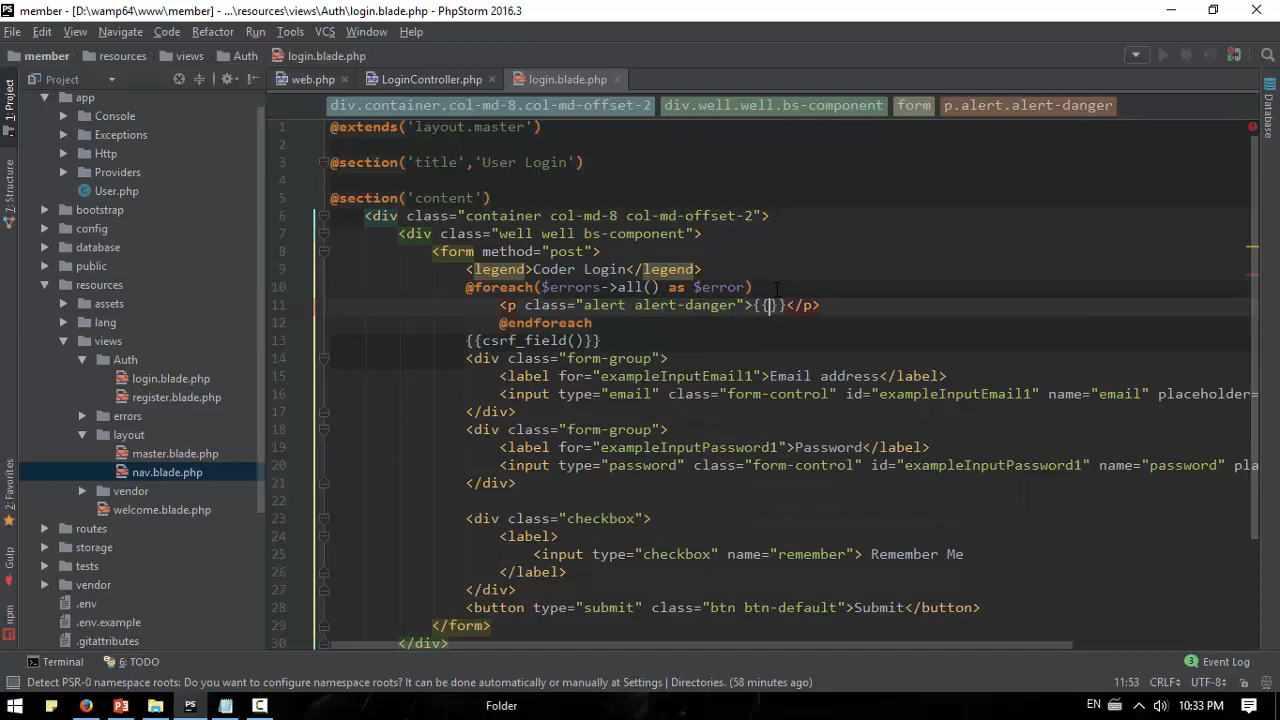 member - [D:\wamp64\www\member] - ...\resources\views\Auth\login.blade.php - PhpStorm 2016.3
File Edit View Navigate Code Refactor Run Tools VCS Window Help
member resources views Auth login.blade.php
Project
web.php LoginController.php login.blade.php
div.container.col-md-8.col-md-offset-2 div.well.well.bs-component form p.alert.alert-danger
1: Project
7: Structure
2: Favorites
Gulp
npm
Database
app
Console
Exceptions
Http
Providers
User.php
bootstrap
config
database
public
resources
assets
lang
views
Auth
login.blade.php
register.blade.php
errors
layout
master.blade.php
nav.blade.php
vendor
welcome.blade.php
routes
storage
tests
vendor
.env
.env.example
.gitattributes
1 @extends('layout.master')
2
3 @section('title','User Login')
4
5 @section('content')
6 <div class="container col-md-8 col-md-offset-2">
7 <div class="well well bs-component">
8 <form method="post">
9 <legend>Coder Login</legend>
10 @foreach($errors->all() as $error)
11 <p class="alert alert-danger">{{}}</p>
12 @endforeach
13 {{csrf_field()}}
14 <div class="form-group">
15 <label for="exampleInputEmail1">Email address</label>
16 <input type="email" class="form-control" id="exampleInputEmail1" name="email" placeholder=
17 </div>
18 <div class="form-group">
19 <label for="exampleInputPassword1">Password</label>
20 <input type="password" class="form-control" id="exampleInputPassword1" name="password" pla
21 </div>
22
23 <div class="checkbox">
24 <label>
25 <input type="checkbox" name="remember"> Remember Me
26 </label>
27 </div>
28 <button type="submit" class="btn btn-default">Submit</button>
29 </form>
30 </div>
Terminal 6: TODO 3 Event Log
Detect PSR-0 namespace roots: Do you want to configure namespace roots? It can be done automatically or manually at Settings | Directories. (58 minutes ago) 11:53 CRLF÷ UTF-8÷
Folder EN 10:33 PM